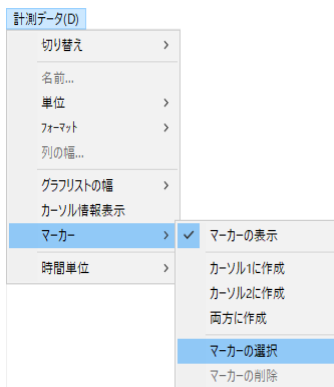 計測データ(D)
切り替え
名前...
単位
フォーマット
列の幅...
グラフリストの幅
カーソル情報表示
マーカー
時間単位
マーカーの表示
カーソル1に作成
カーソル2に作成
両方に作成
マーカーの選択
マーカーの削除